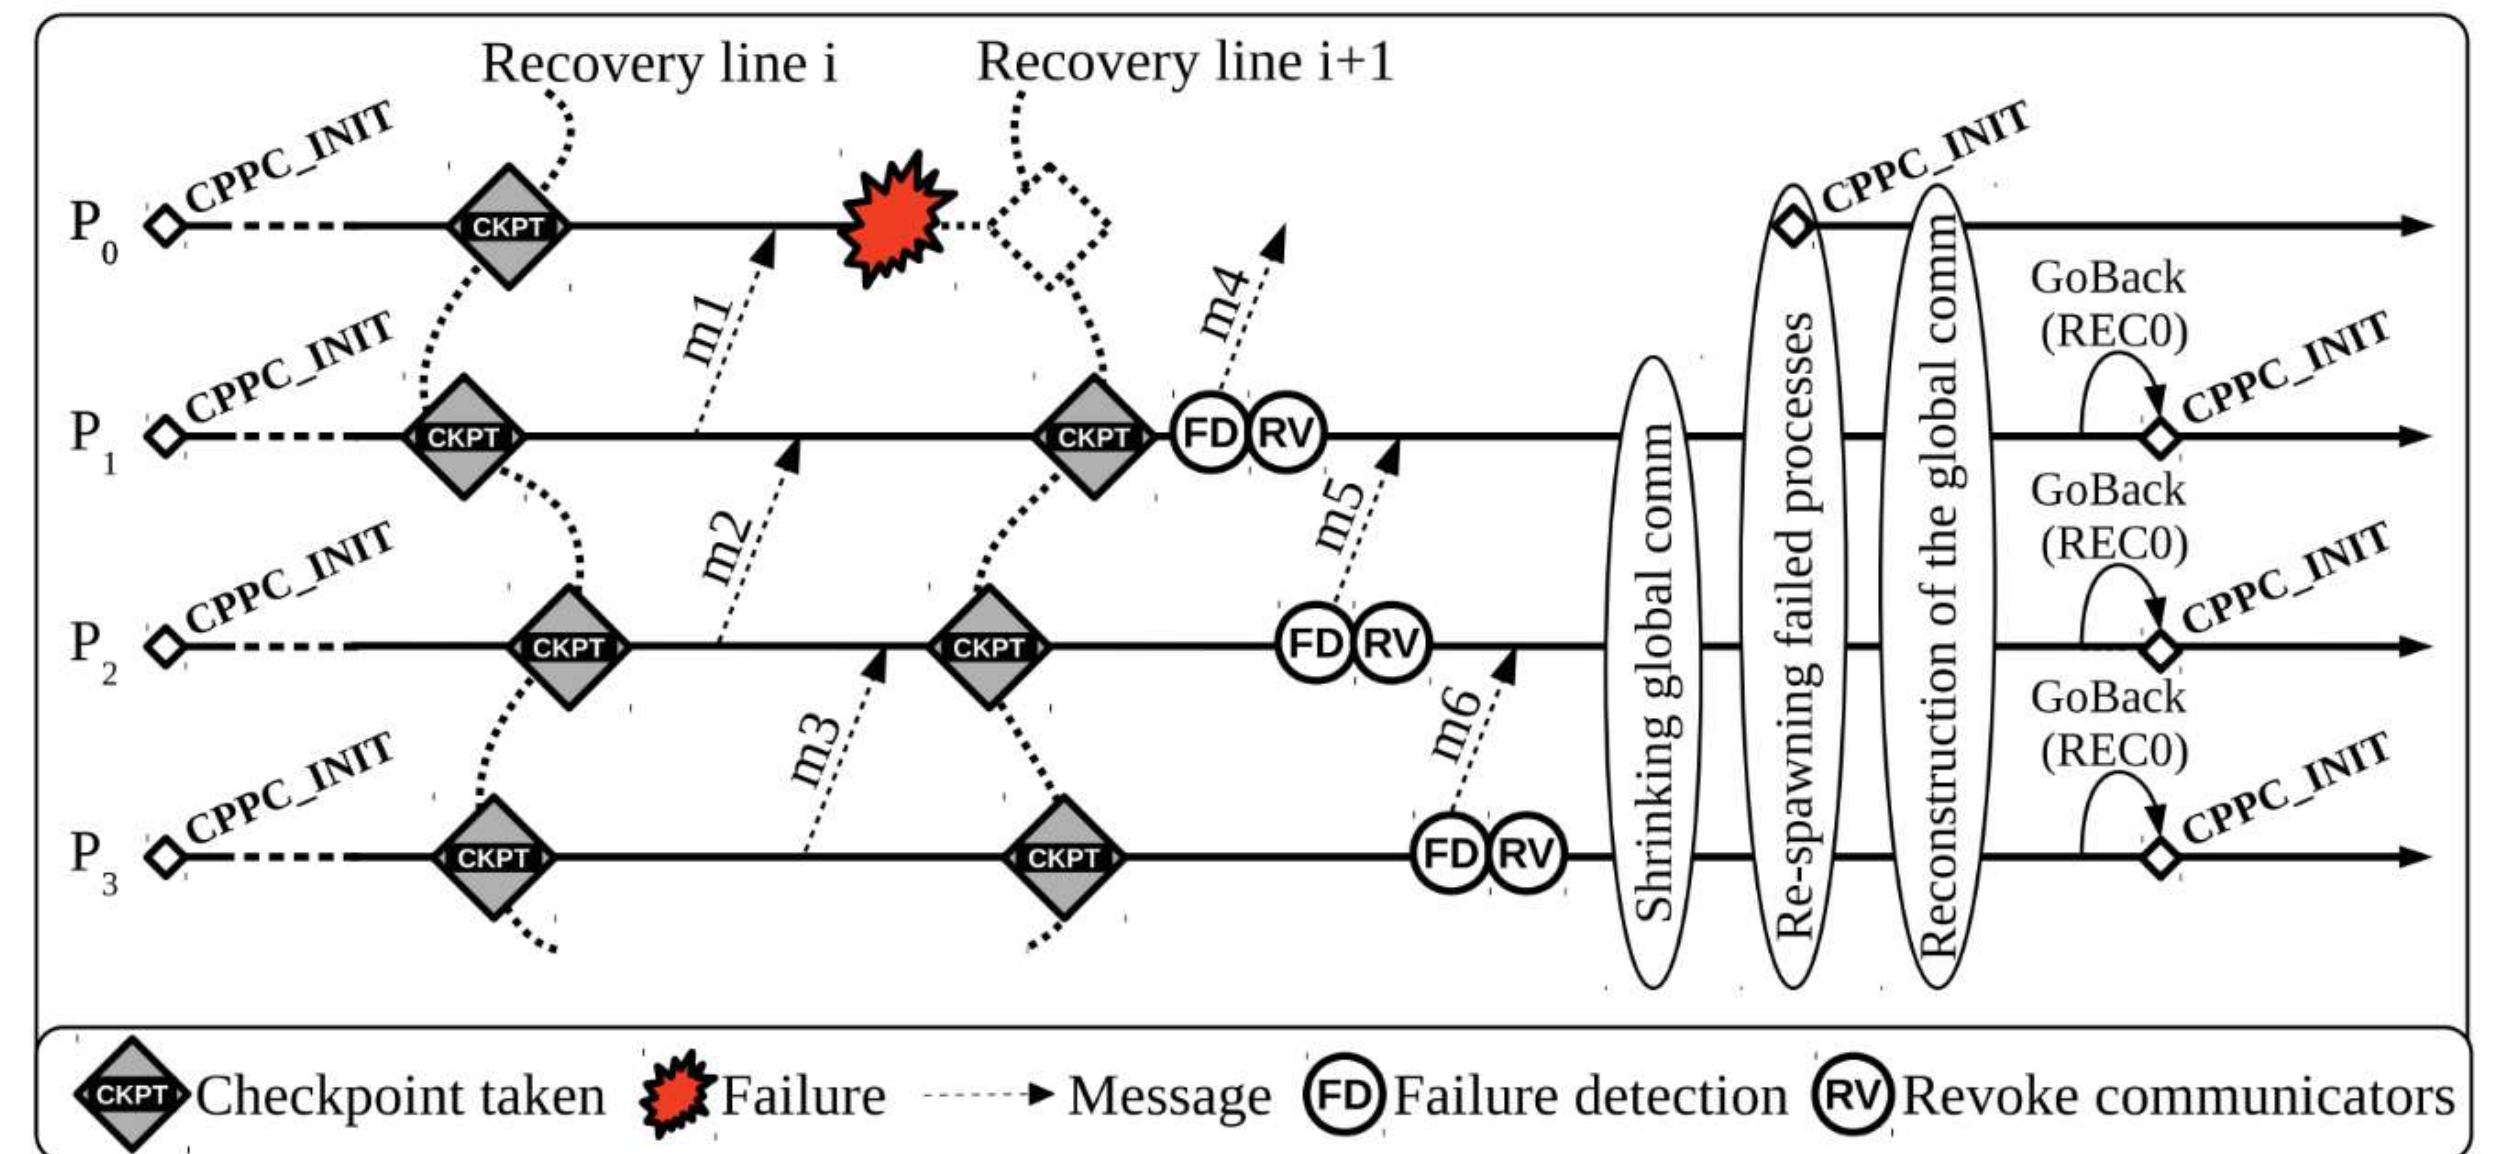 Recovery line i
Recovery line i+1
P0
CPPC_INIT
CKPT
CPPC_INIT
m1
m4
P1
CPPC_INIT
CKPT
CKPT
FD
RV
GoBack
(REC0)
CPPC_INIT
m2
m5
P2
CPPC_INIT
CKPT
CKPT
FD
RV
GoBack
(REC0)
CPPC_INIT
m3
m6
P3
CPPC_INIT
CKPT
CKPT
FD
RV
GoBack
(REC0)
CPPC_INIT
Shrinking global comm
Re-spawning failed processes
Reconstruction of the global comm
CKPT Checkpoint taken
Failure
Message
FD Failure detection
RV Revoke communicators